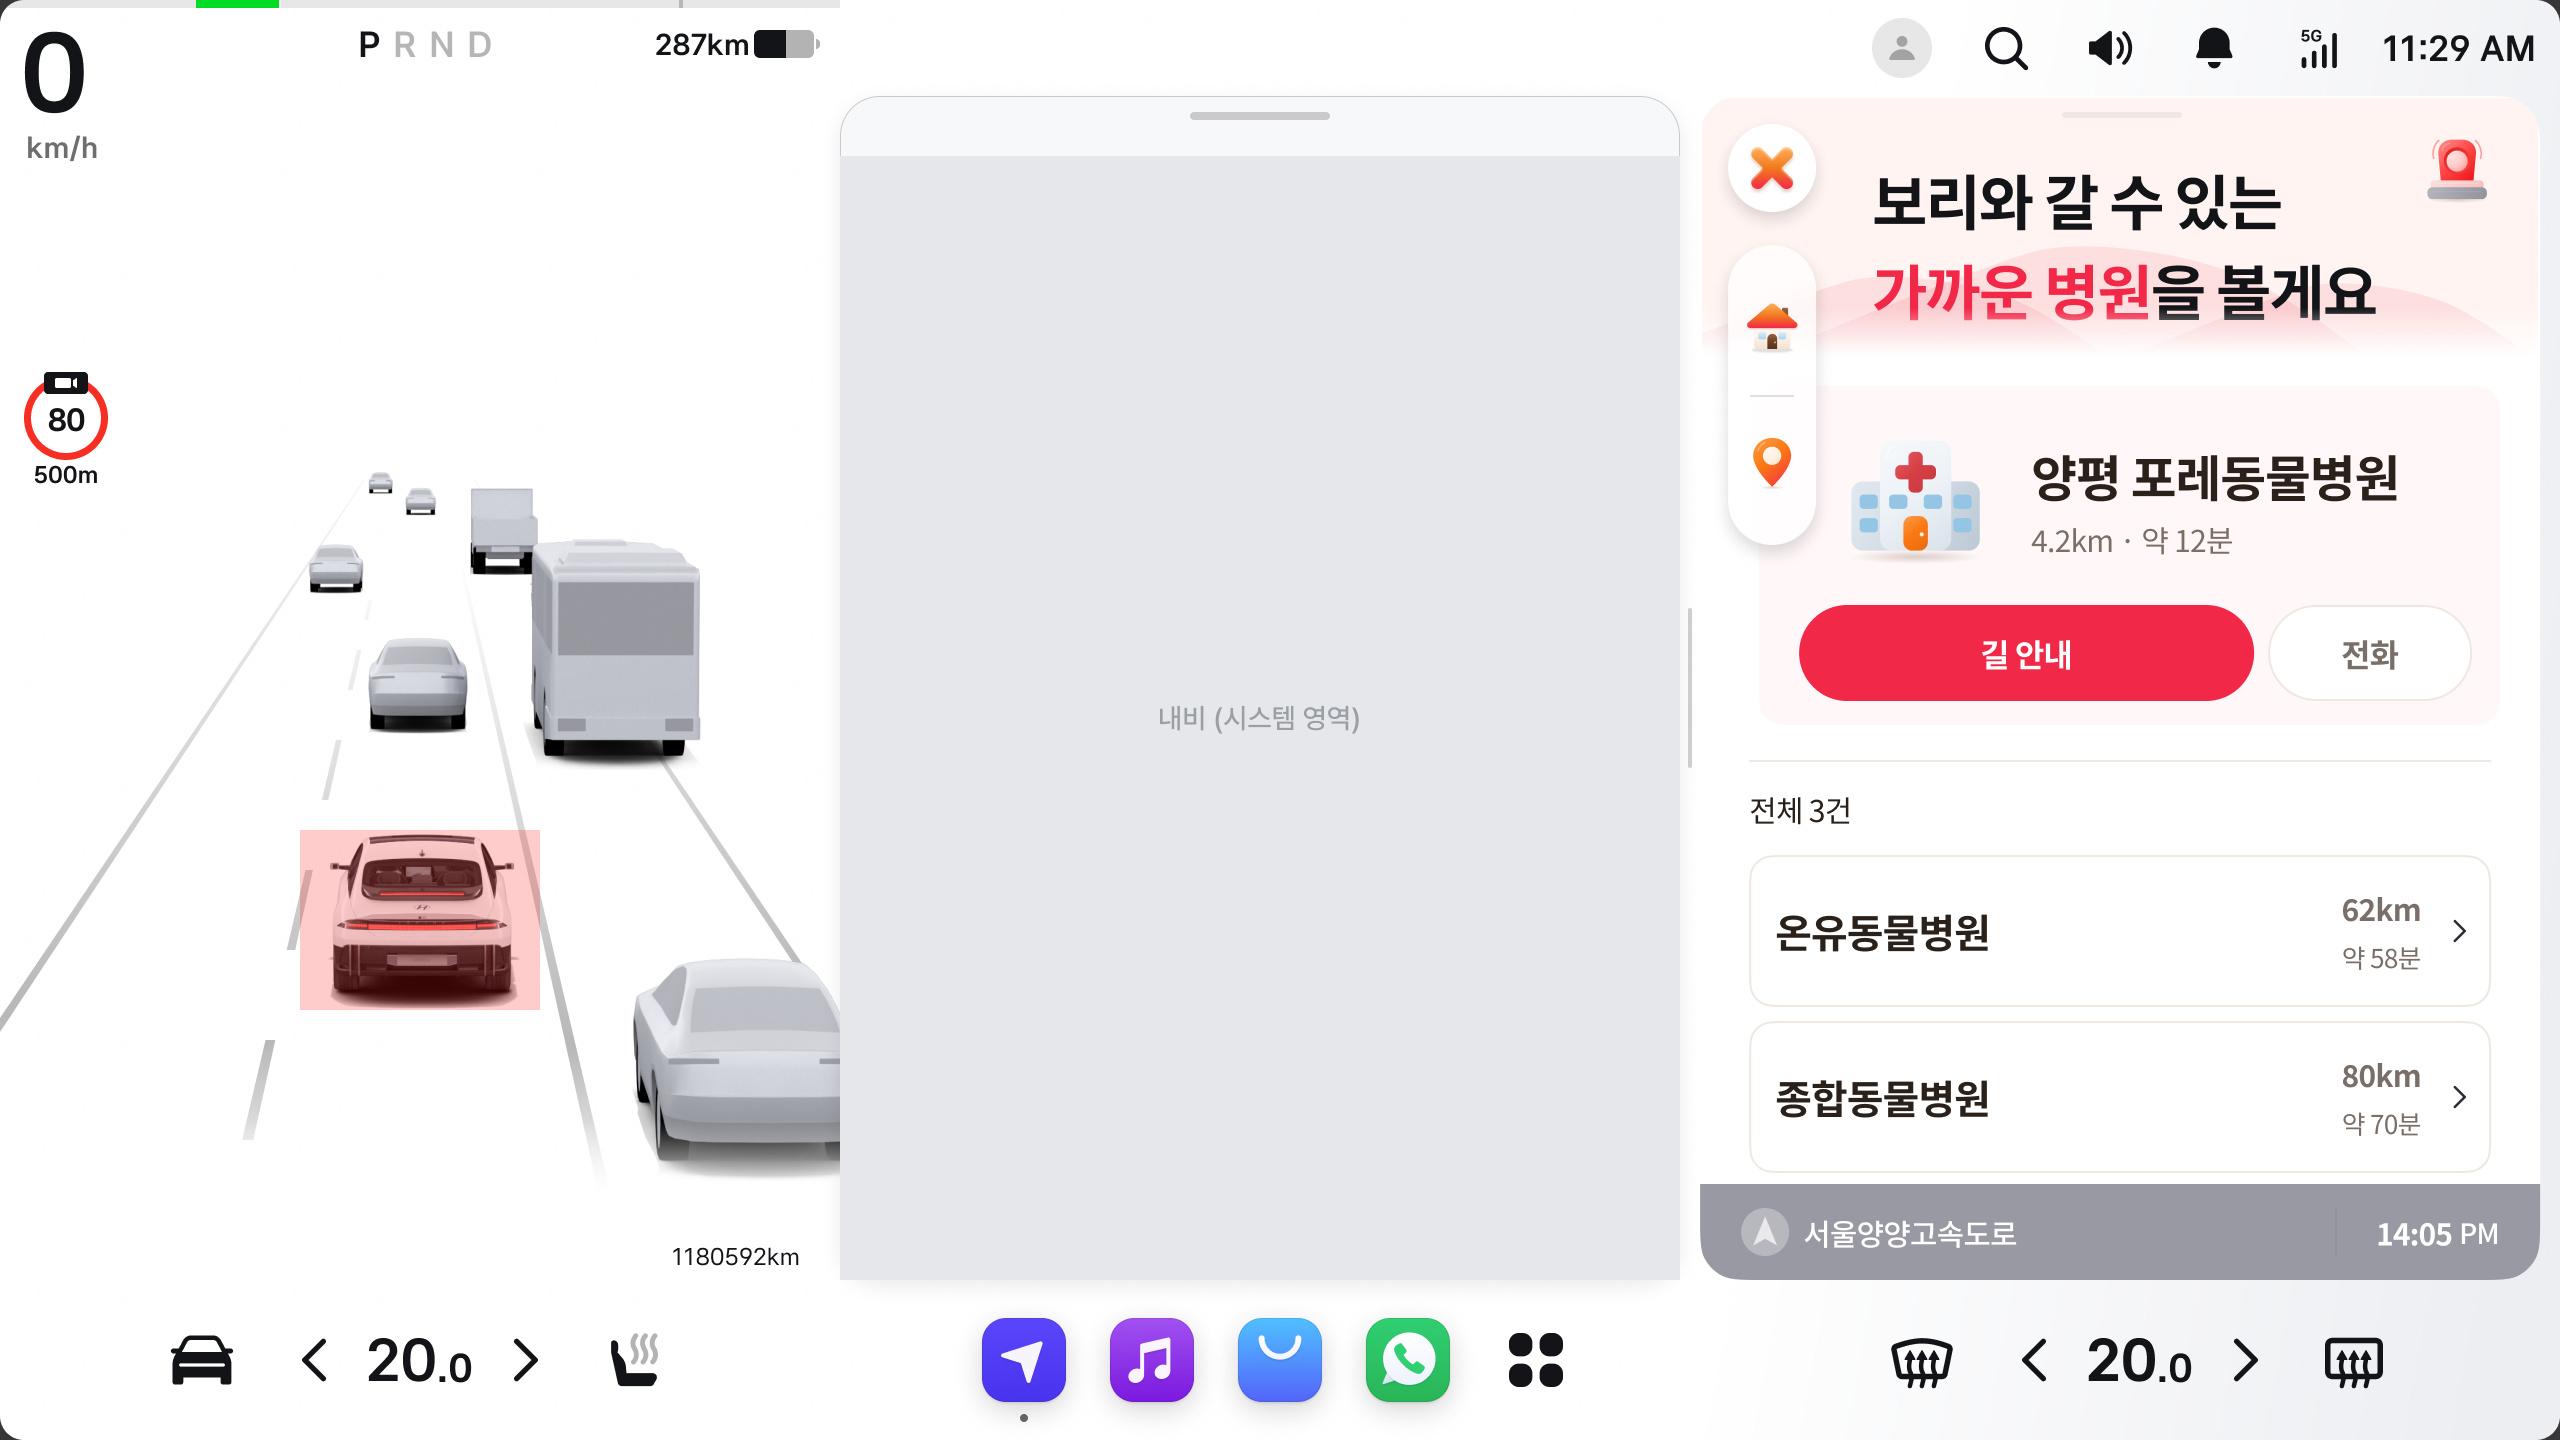 0
km/h
P R N D
287km
80
500m
1180592km
20.0
내비 (시스템 영역)
5G
11:29 AM
보리와 갈 수 있는
가까운 병원을 볼게요
양평 포레동물병원
4.2km · 약 12분
길 안내
전화
전체 3건
온유동물병원
62km
약 58분
종합동물병원
80km
약 70분
서울양양고속도로
14:05 PM
20.0